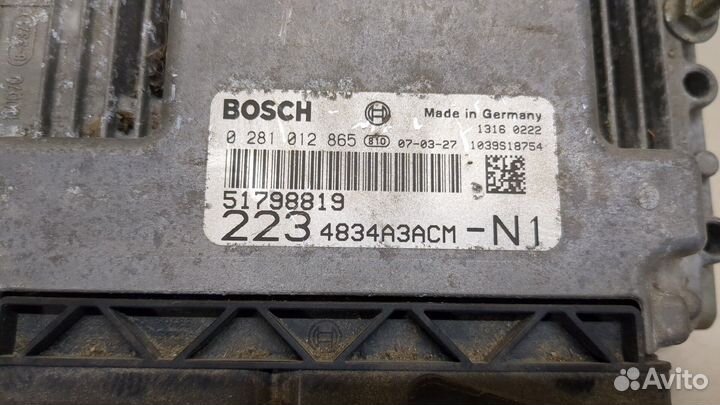 BOSCH
Made in Germany
1316 0222
0 281 012 865 810 07-03-27 1039S18754
51798819
223 4834A3ACM -N1
Avito